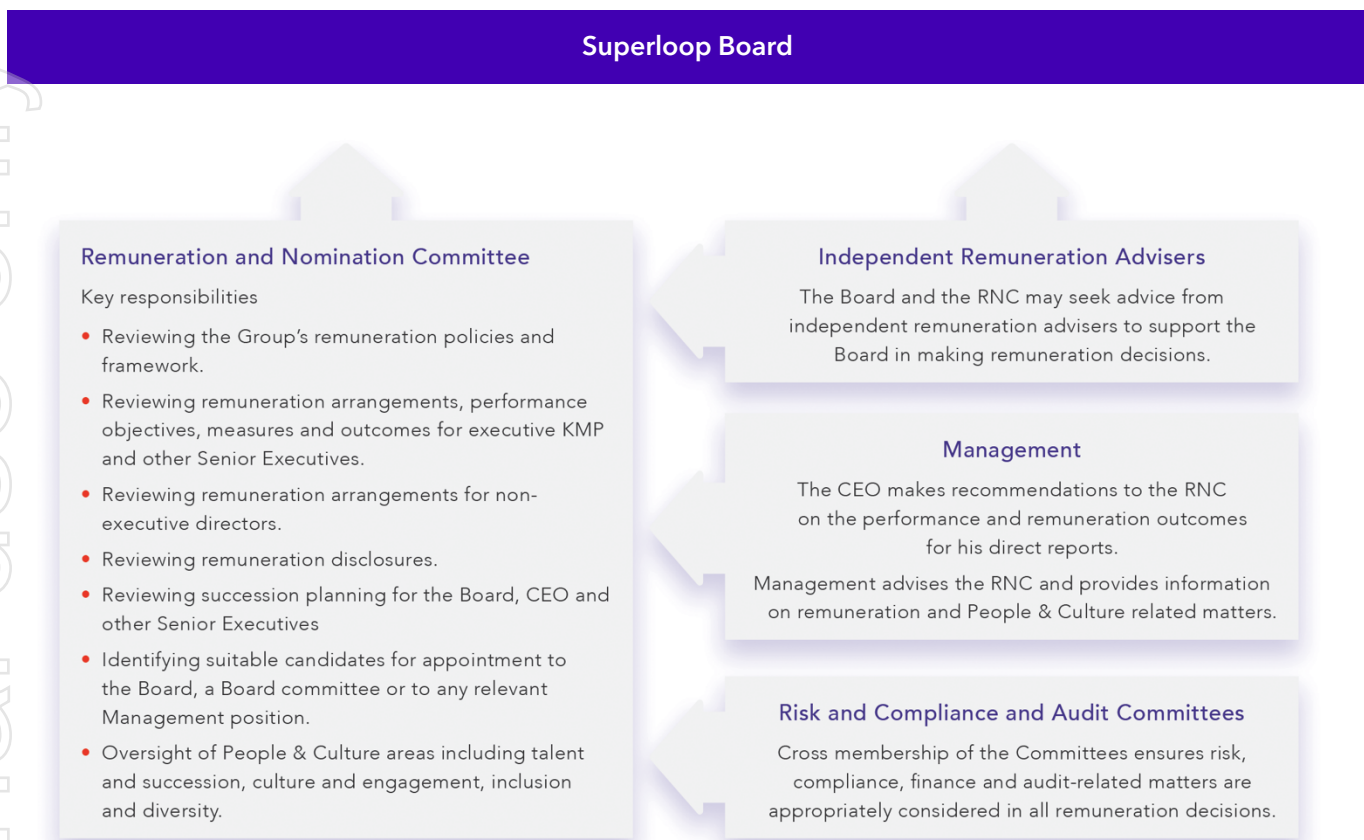 Superloop Board
Remuneration and Nomination Committee
Key responsibilities
• Reviewing the Group’s remuneration policies and
framework.
• Reviewing remuneration arrangements, performance
objectives, measures and outcomes for executive KMP
and other Senior Executives.
• Reviewing remuneration arrangements for non-
executive directors.
• Reviewing remuneration disclosures.
• Reviewing succession planning for the Board, CEO and
other Senior Executives
• Identifying suitable candidates for appointment to
the Board, a Board committee or to any relevant
Management position.
• Oversight of People & Culture areas including talent
and succession, culture and engagement, inclusion
and diversity.
Independent Remuneration Advisers
The Board and the RNC may seek advice from
independent remuneration advisers to support the
Board in making remuneration decisions.
Management
The CEO makes recommendations to the RNC
on the performance and remuneration outcomes
for his direct reports.
Management advises the RNC and provides information
on remuneration and People & Culture related matters.
Risk and Compliance and Audit Committees
Cross membership of the Committees ensures risk,
compliance, finance and audit-related matters are
appropriately considered in all remuneration decisions.